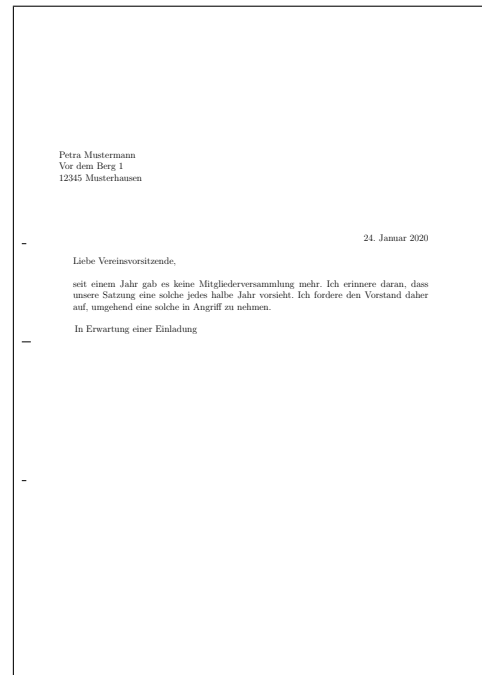 Petra Mustermann
Vor dem Berg 1
12345 Musterhausen
24. Januar 2020
Liebe Vereinsvorsitzende,
seit einem Jahr gab es keine Mitgliederversammlung mehr. Ich erinnere daran, dass
unsere Satzung eine solche jedes halbe Jahr vorsieht. Ich fordere den Vorstand daher
auf, umgehend eine solche in Angriff zu nehmen.
In Erwartung einer Einladung